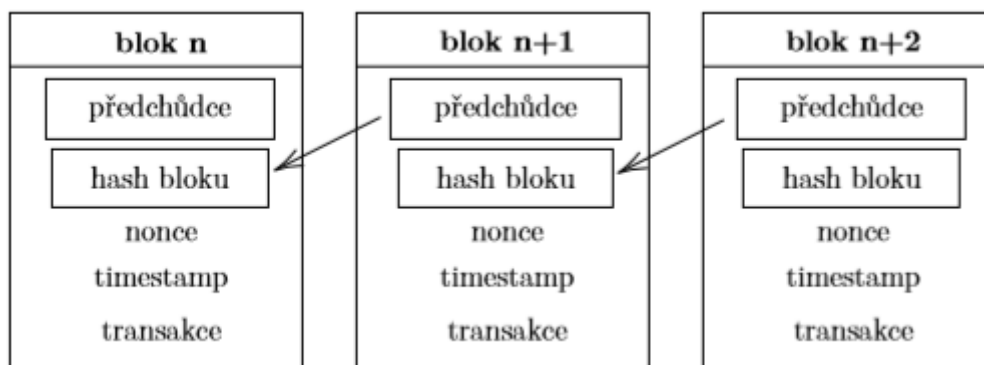 blok n
předchůdce
hash bloku
nonce
timestamp
transakce
blok n+1
předchůdce
hash bloku
nonce
timestamp
transakce
blok n+2
předchůdce
hash bloku
nonce
timestamp
transakce